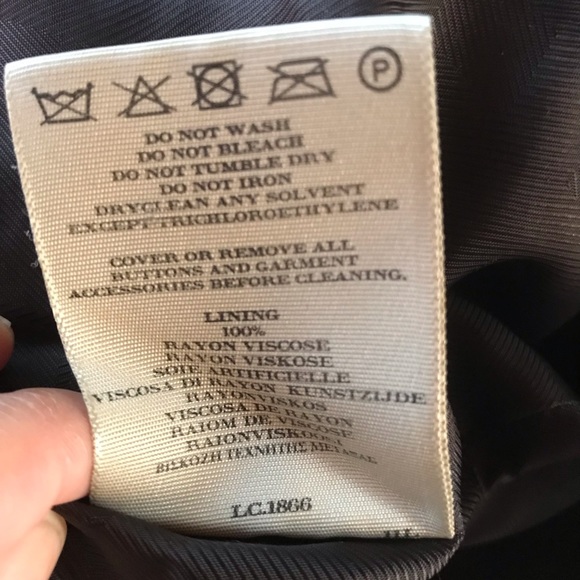 P
DO NOT WASH
DO NOT BLEACH
DO NOT TUMBLE DRY
DO NOT IRON
DRYCLEAN ANY SOLVENT
EXCEPT TRICHLOROETHYLENE
COVER OR REMOVE ALL
BUTTONS AND GARMENT
ACCESSORIES BEFORE CLEANING.
LINING
100%
RAYON VISCOSE
RAYON VISKOSE
SOIE ARTIFICIELLE
VISCOSA DI RAYON KUNSTZIJDE
RAYONVISKOS
VISCOSA DE RAYON
RAIOM DE VISCOSE
ΒΙΣΚΟΖΗ ΤΕΧΝΗΤΗΣ
LC.1866